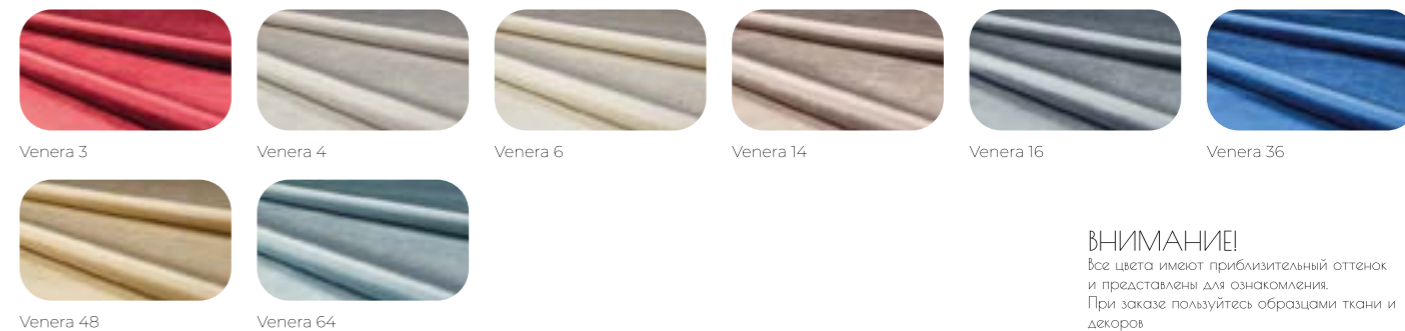 Venera 3
Venera 4
Venera 6
Venera 14
Venera 16
Venera 36
Venera 48
Venera 64
ВНИМАНИЕ!
Все цвета имеют приблизительный оттенок
и представлены для ознакомления.
При заказе пользуйтесь образцами ткани и
декоров